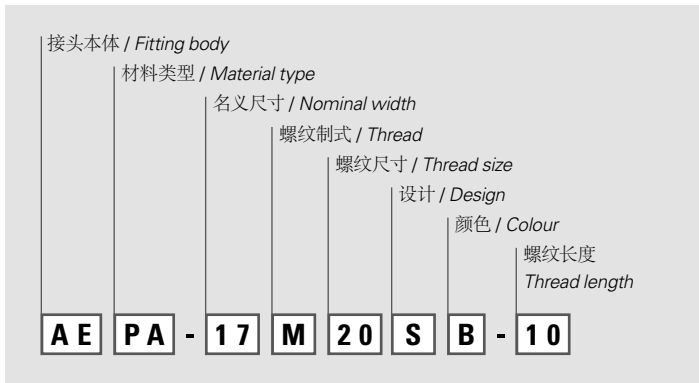 接头本体 / Fitting body
材料类型 / Material type
名义尺寸 / Nominal width
螺纹制式 / Thread
螺纹尺寸 / Thread size
设计 / Design
颜色 / Colour
螺纹长度
Thread length
AE PA - 17 M 20 S B - 10